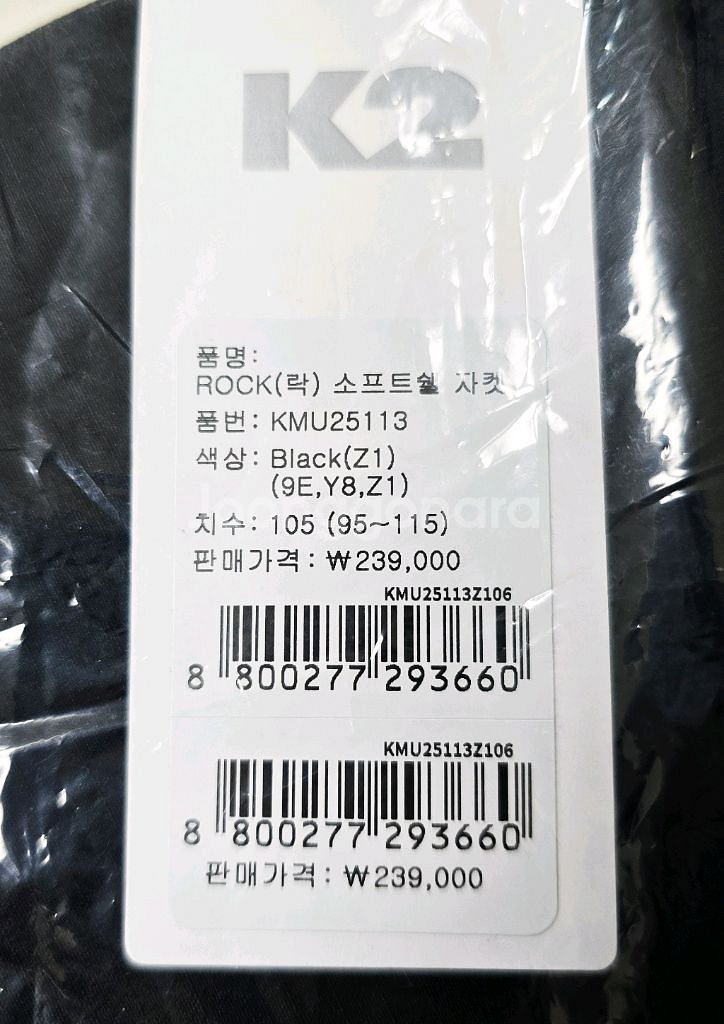 K2
품명:
ROCK(락) 소프트쉘 자켓
품번: KMU25113
색상: Black(Z1)
(9E,Y8,Z1)
치수: 105 (95~115)
판매가격: ₩239,000
KMU25113Z106
8 800277 293660
KMU25113Z106
8 800277 293660
판매가격: ₩239,000